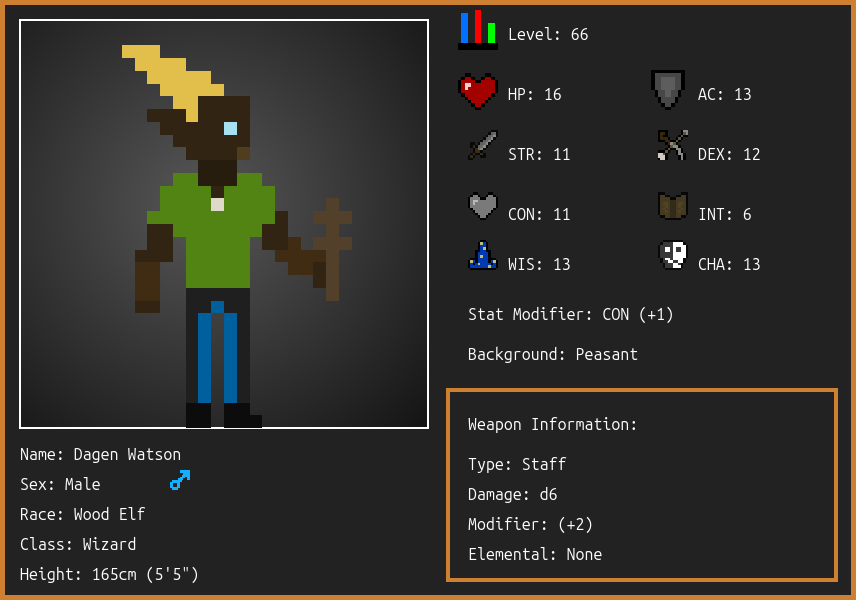 Level: 66
HP: 16
AC: 13
STR: 11
DEX: 12
CON: 11
INT: 6
WIS: 13
CHA: 13
Stat Modifier: CON (+1)
Background: Peasant
Weapon Information:
Type: Staff
Damage: d6
Modifier: (+2)
Elemental: None
Name: Dagen Watson
Sex: Male
Race: Wood Elf
Class: Wizard
Height: 165cm (5'5")